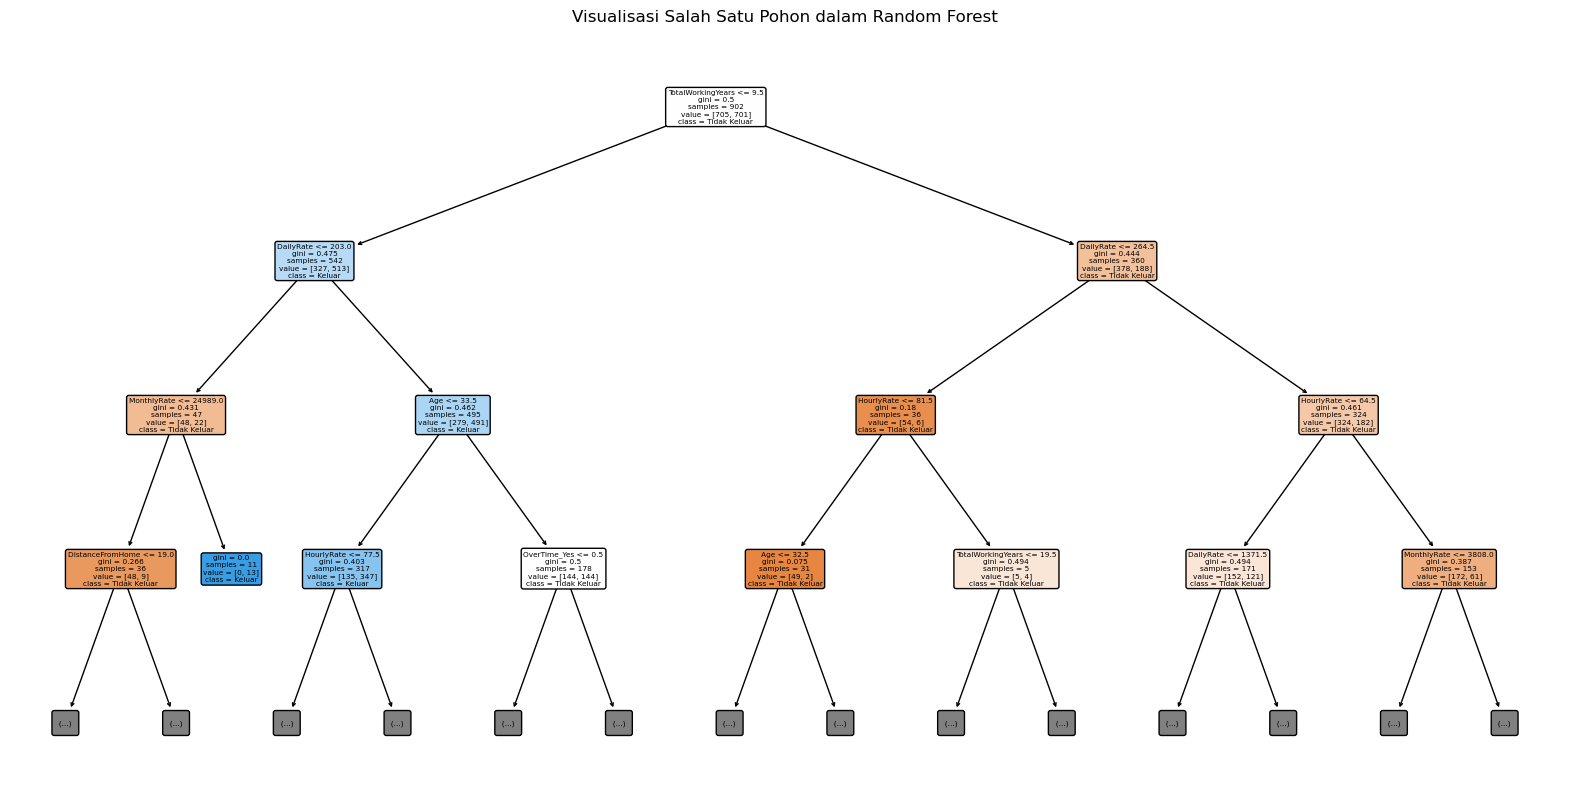 Visualisasi Salah Satu Pohon dalam Random Forest
TotalWorkingYears <= 9.5
gini = 0.5
samples = 902
value = [705, 701]
class = Tidak Keluar
DailyRate <= 203.0
gini = 0.475
samples = 542
value = [327, 513]
class = Keluar
DailyRate <= 264.5
gini = 0.444
samples = 360
value = [378, 188]
class = Tidak Keluar
MonthlyRate <= 24989.0
gini = 0.431
samples = 47
value = [48, 22]
class = Tidak Keluar
Age <= 33.5
gini = 0.462
samples = 495
value = [279, 491]
class = Keluar
HourlyRate <= 81.5
gini = 0.18
samples = 36
value = [54, 6]
class = Tidak Keluar
HourlyRate <= 64.5
gini = 0.461
samples = 324
value = [324, 182]
class = Tidak Keluar
DistanceFromHome <= 19.0
gini = 0.266
samples = 36
value = [48, 9]
class = Tidak Keluar
gini = 0.0
samples = 11
value = [0, 13]
class = Keluar
HourlyRate <= 77.5
gini = 0.403
samples = 317
value = [135, 347]
class = Keluar
OverTime_Yes <= 0.5
gini = 0.5
samples = 178
value = [144, 144]
class = Tidak Keluar
Age <= 32.5
gini = 0.075
samples = 31
value = [49, 2]
class = Tidak Keluar
TotalWorkingYears <= 19.5
gini = 0.494
samples = 5
value = [5, 4]
class = Tidak Keluar
DailyRate <= 1371.5
gini = 0.494
samples = 171
value = [152, 121]
class = Tidak Keluar
MonthlyRate <= 3808.0
gini = 0.387
samples = 153
value = [172, 61]
class = Tidak Keluar
(...)
(...)
(...)
(...)
(...)
(...)
(...)
(...)
(...)
(...)
(...)
(...)
(...)
(...)